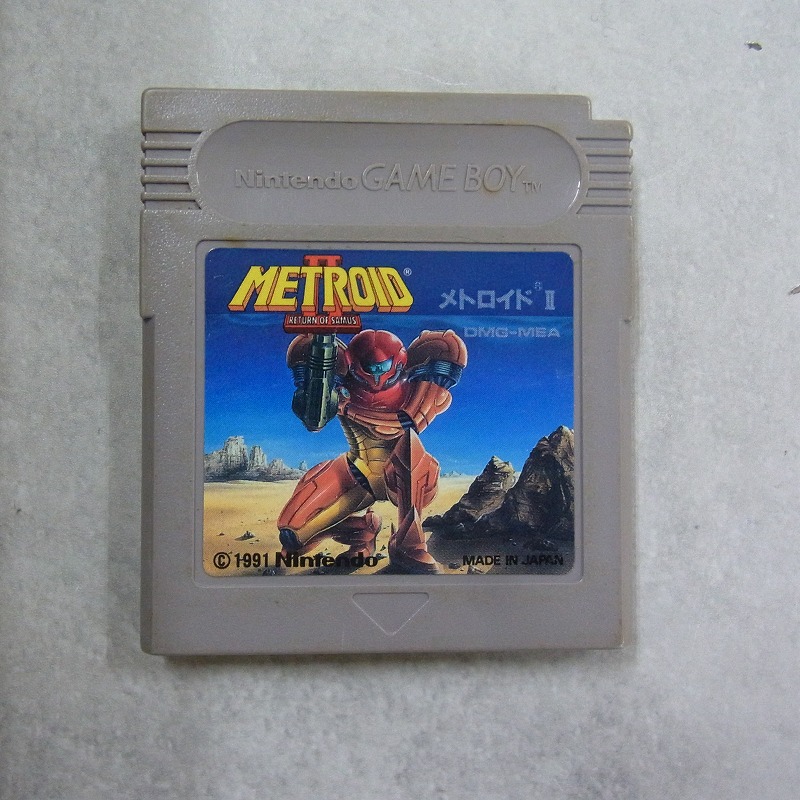 Nintendo GAME BOY TM
METROID II ®
RETURN OF SAMUS
メトロイド® II
DMG-MEA
© 1991 Nintendo
MADE IN JAPAN